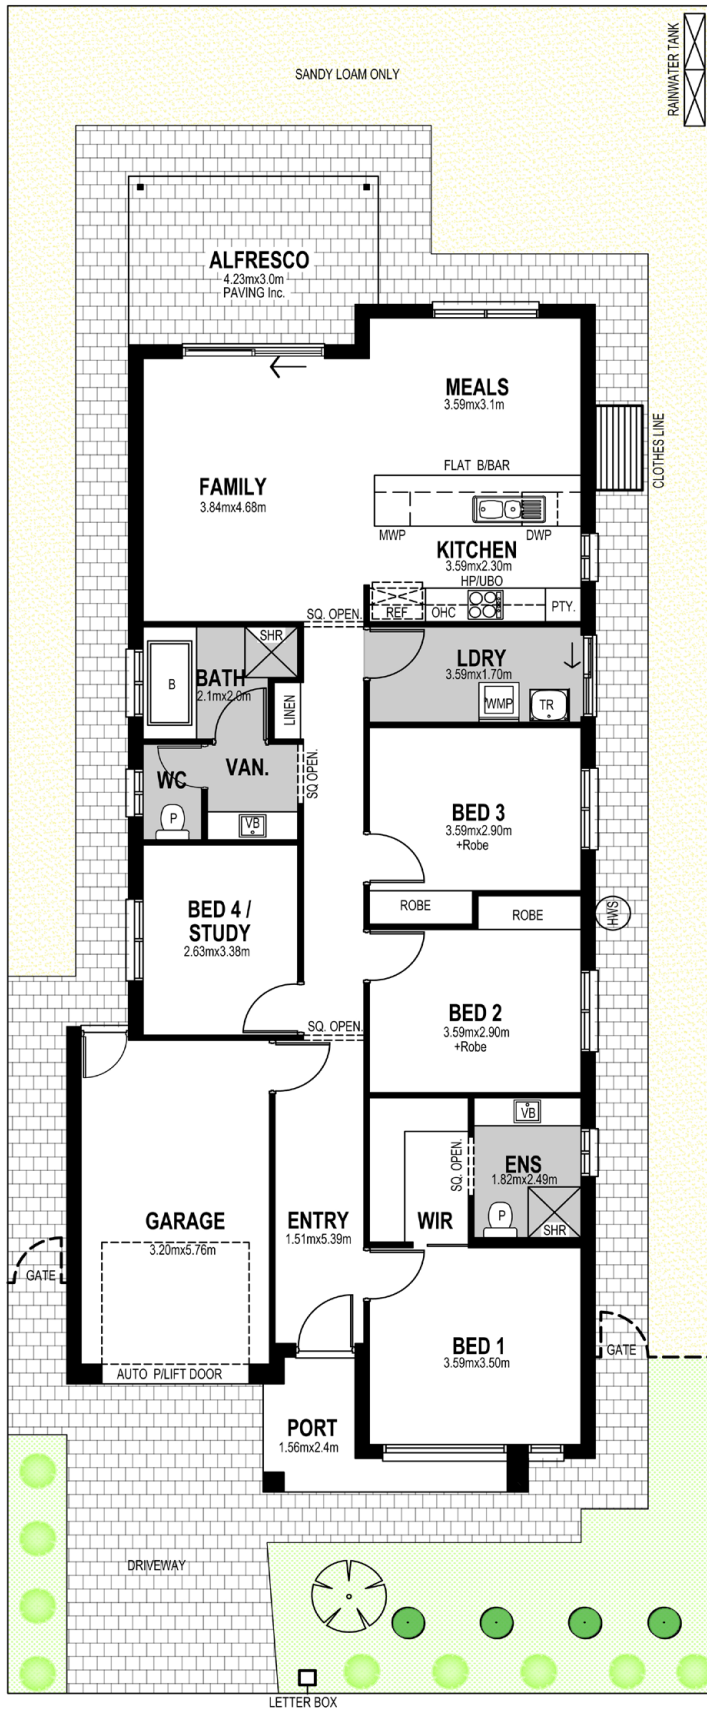 RAINWATER TANK
SANDY LOAM ONLY
ALFRESCO
4.23mx3.0m
PAVING Inc.
MEALS
3.59mx3.1m
CLOTHES LINE
FLAT B/BAR
FAMILY
3.84mx4.68m
MWP
DWP
KITCHEN
3.59mx2.30m
HP/UBO
REF
OHC
PTY.
SQ. OPEN.
SHR
BATH
2.1mx2.0m
B
LINEN
LDRY
3.59mx1.70m
WMP
TR
WC
VAN.
SQ OPEN.
P
VB
BED 3
3.59mx2.90m
+Robe
ROBE
ROBE
HWS
BED 4 /
STUDY
2.63mx3.38m
BED 2
3.59mx2.90m
+Robe
SQ. OPEN.
VB
SQ. OPEN.
ENS
1.82mx2.49m
P
SHR
WIR
GARAGE
3.20mx5.76m
ENTRY
1.51mx5.39m
GATE
GATE
BED 1
3.59mx3.50m
AUTO P/LIFT DOOR
PORT
1.56mx2.4m
DRIVEWAY
LETTER BOX